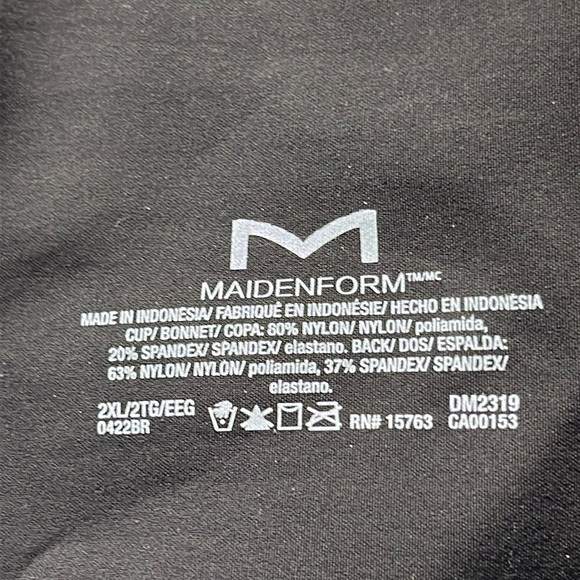 M
MAIDENFORM™/MC
MADE IN INDONESIA/ FABRIQUÉ EN INDONÉSIE/ HECHO EN INDONÉSIA
CUP/ BONNET/ COPA: 80% NYLON/ NYLON/ poliamida,
20% SPANDEX/ SPANDEX/ elastano. BACK/ DOS/ ESPALDA:
63% NYLON/ NYLON/ poliamida, 37% SPANDEX/ SPANDEX/
elastano.
2XL/2TG/EEG DM2319
0422BR RN# 15763 CA00153